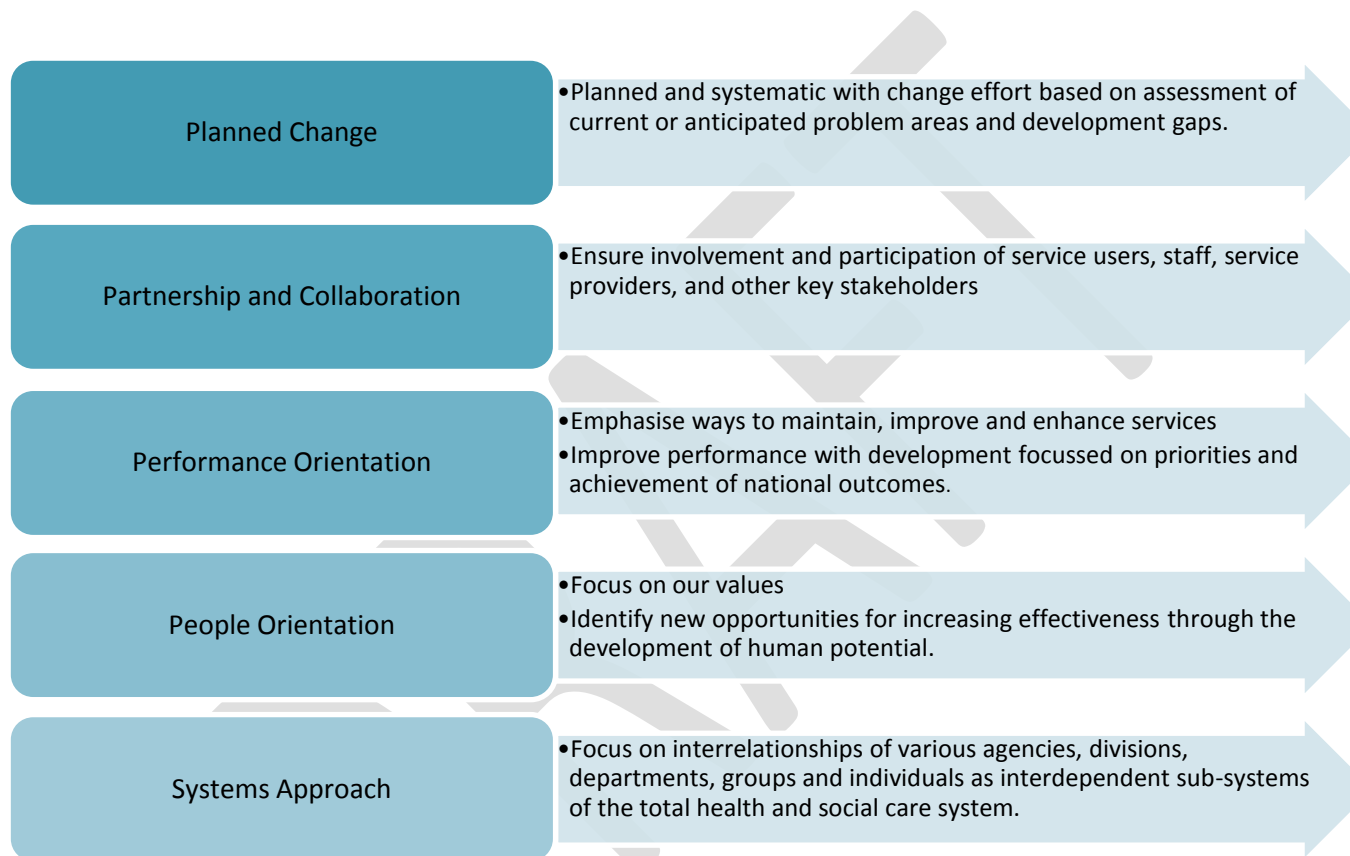 Planned Change
•Planned and systematic with change effort based on assessment of
current or anticipated problem areas and development gaps.
Partnership and Collaboration
•Ensure involvement and participation of service users, staff, service
providers, and other key stakeholders
Performance Orientation
•Emphasise ways to maintain, improve and enhance services
•Improve performance with development focussed on priorities and
achievement of national outcomes.
People Orientation
•Focus on our values
•Identify new opportunities for increasing effectiveness through the
development of human potential.
Systems Approach
•Focus on interrelationships of various agencies, divisions,
departments, groups and individuals as interdependent sub-systems
of the total health and social care system.